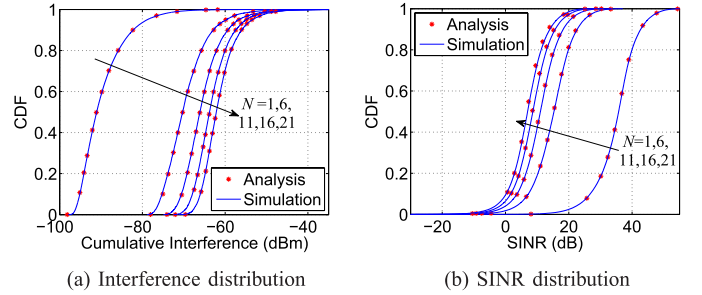 1
0.8
0.6
0.4
0.2
0
CDF
N=1,6,
11,16,21
Analysis
Simulation
−100
−80
−60
−40
Cumulative Interference (dBm)
(a) Interference distribution
1
0.8
0.6
0.4
0.2
0
CDF
Analysis
Simulation
N=1,6,
11,16,21
−20
0
20
40
SINR (dB)
(b) SINR distribution